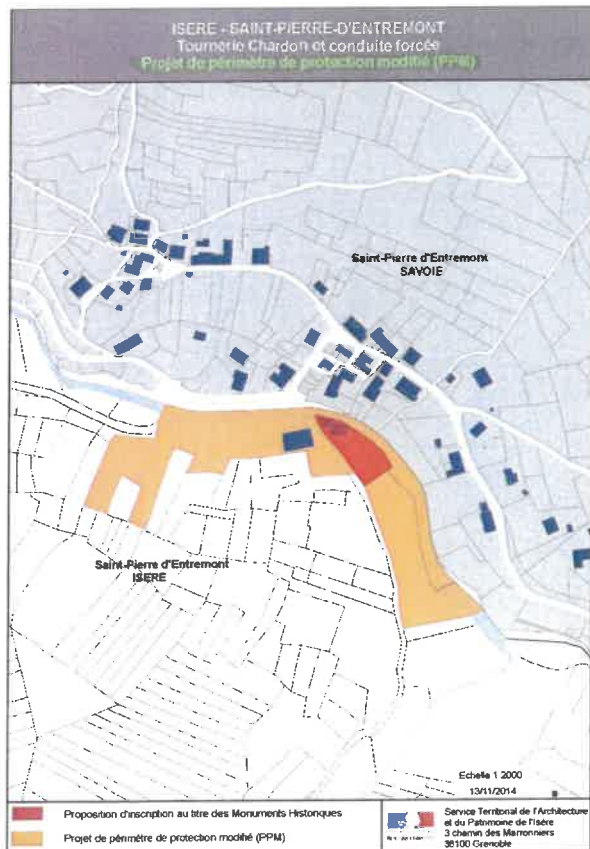 ISERE - SAINT-PIERRE-D'ENTREMONT
Tournerie Chardon et conduite forcée
Projet de périmètre de protection modifié (PPM)
Saint-Pierre d'Entremont
SAVOIE
Saint-Pierre d'Entremont
ISERE
Echelle 1:2000
13/11/2014
Proposition d'inscription au titre des Monuments Historiques
Projet de périmètre de protection modifié (PPM)
Service Territorial de l'Architecture
et du Patrimoine de l'Isère
3 chemin des Marronniers
38100 Grenoble